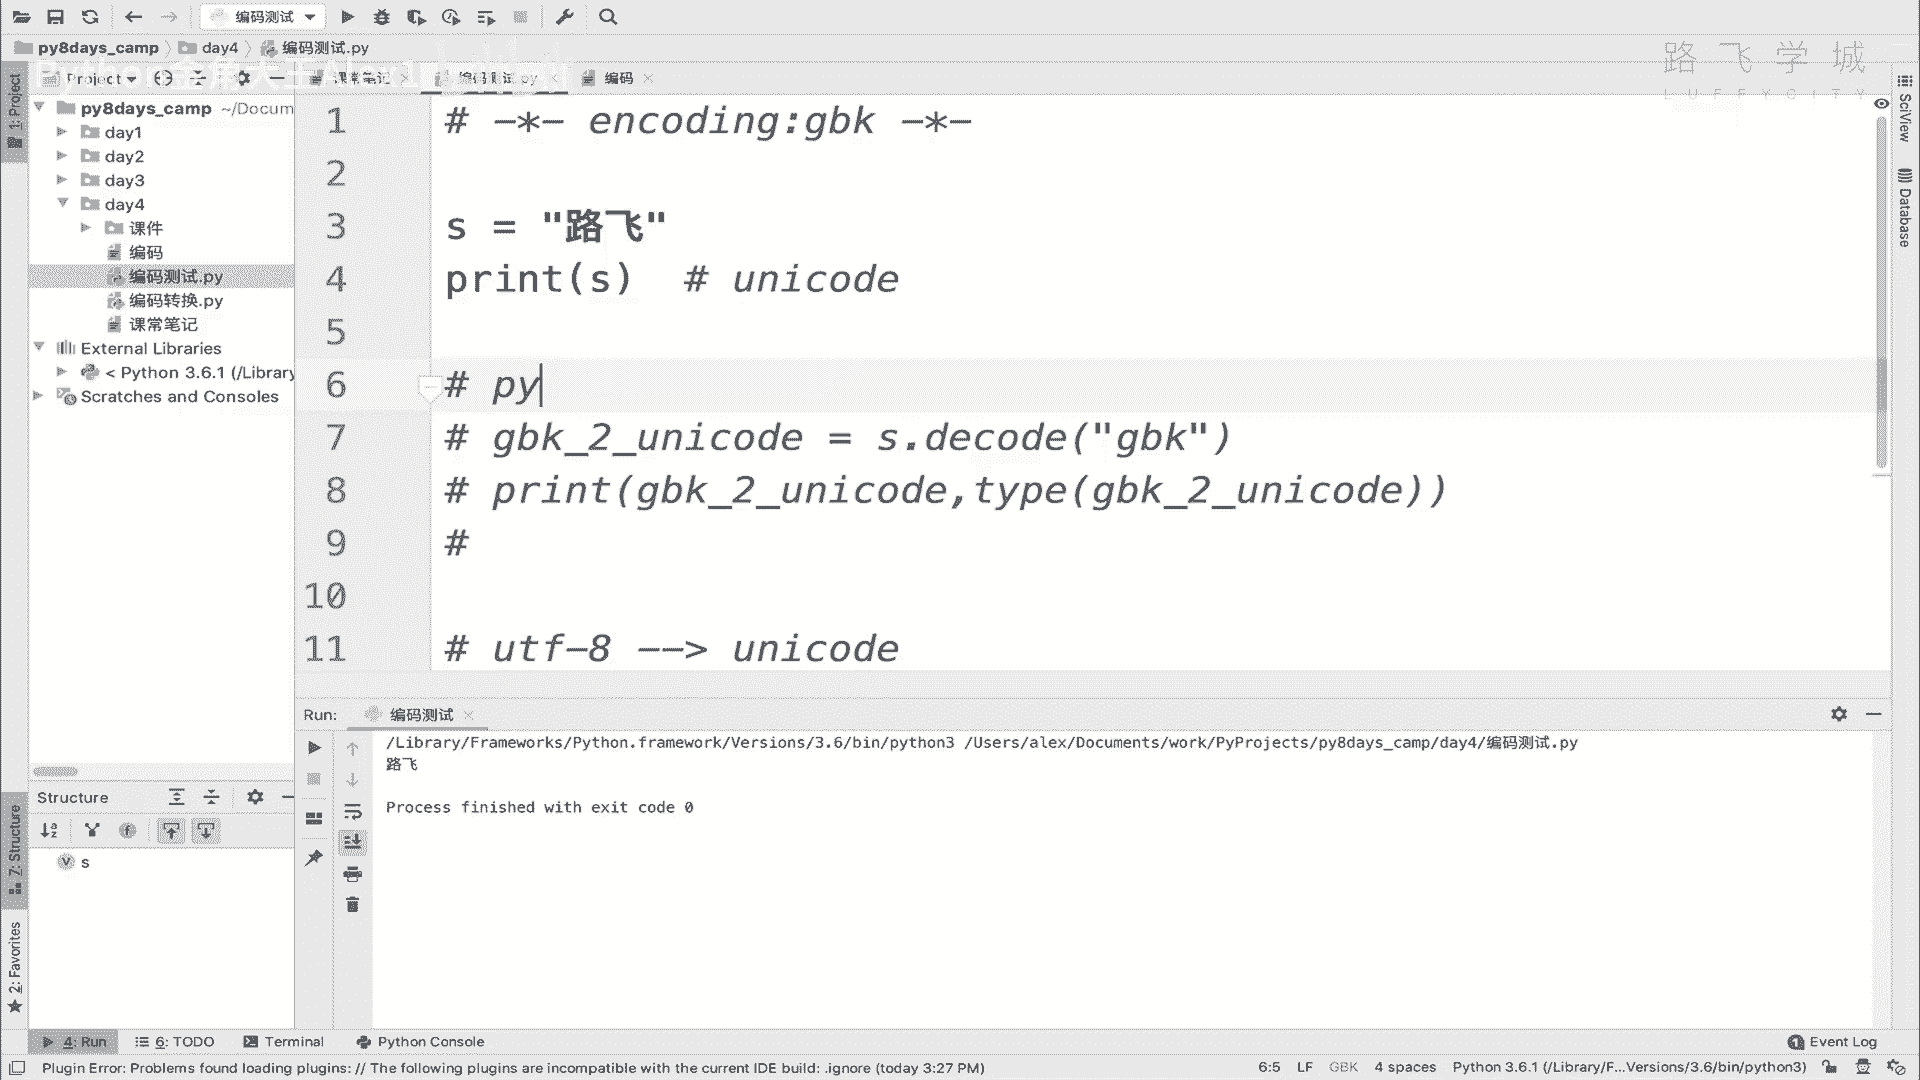 编码测试
py8days_camp day4 编码测试.py
路飞学城
LUFFYCITY
Project
课常笔记 编码测试.py 编码
1: Project
py8days_camp ~/Docum
day1
day2
day3
day4
课件
编码
编码测试.py
编码转换.py
课常笔记
External Libraries
< Python 3.6.1 (/Library
Scratches and Consoles
1 # -*- encoding:gbk -*-
2
3 s = "路飞"
4 print(s)  # unicode
5
6 # py
7 # gbk_2_unicode = s.decode("gbk")
8 # print(gbk_2_unicode,type(gbk_2_unicode))
9 #
10
11 # utf-8 --> unicode
SciView
Database
Structure
s
7: Structure
2: Favorites
Run: 编码测试
/Library/Frameworks/Python.framework/Versions/3.6/bin/python3 /Users/alex/Documents/work/PyProjects/py8days_camp/day4/编码测试.py
路飞
Process finished with exit code 0
4: Run 6: TODO Terminal Python Console Event Log
Plugin Error: Problems found loading plugins: // The following plugins are incompatible with the current IDE build: .ignore (today 3:27 PM) 6:5 LF GBK 4 spaces Python 3.6.1 (/Library/F...Versions/3.6/bin/python3)